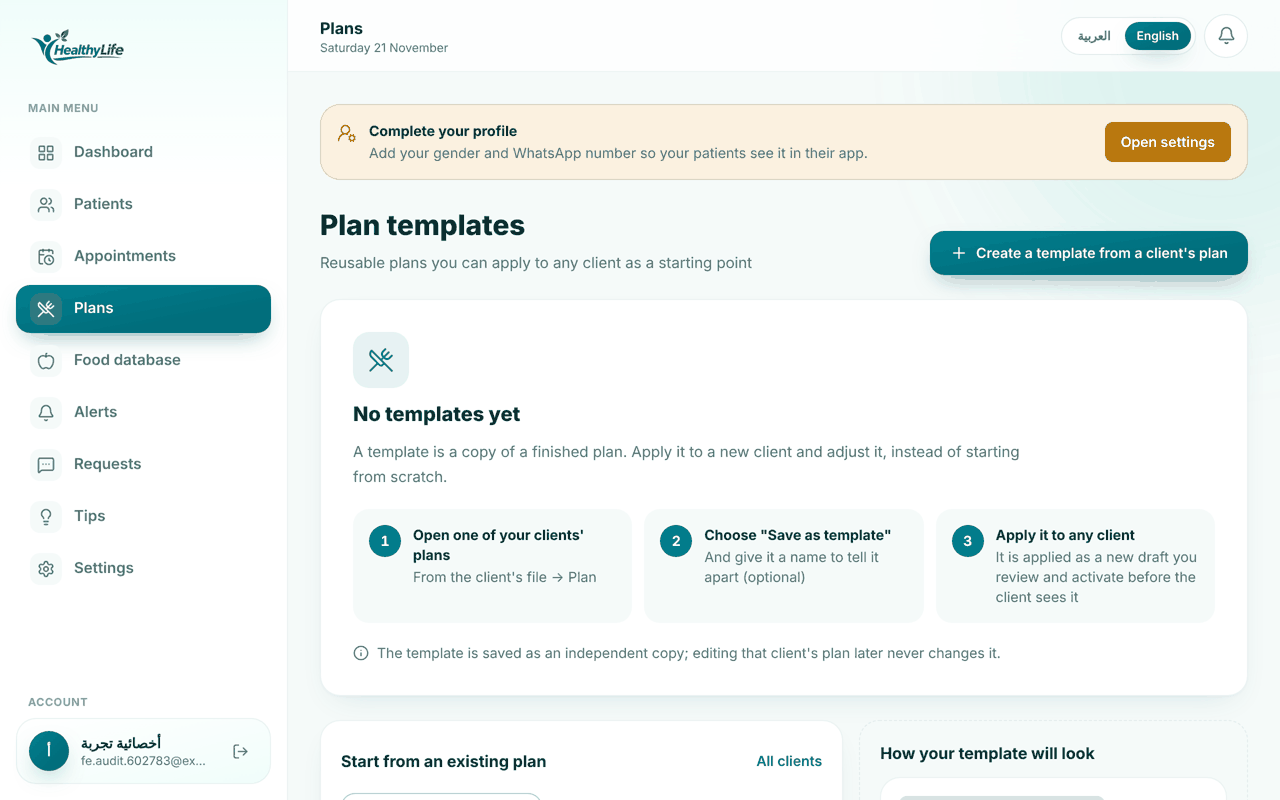 HealthyLife
MAIN MENU
Dashboard
Patients
Appointments
Plans
Food database
Alerts
Requests
Tips
Settings
ACCOUNT
أ
أخصائية تجربة
fe.audit.602783@ex...
Plans
Saturday 21 November
العربية
English
Complete your profile
Add your gender and WhatsApp number so your patients see it in their app.
Open settings
Plan templates
Reusable plans you can apply to any client as a starting point
+ Create a template from a client's plan
No templates yet
A template is a copy of a finished plan. Apply it to a new client and adjust it, instead of starting
from scratch.
1
Open one of your clients'
plans
From the client's file → Plan
2
Choose "Save as template"
And give it a name to tell it
apart (optional)
3
Apply it to any client
It is applied as a new draft you
review and activate before the
client sees it
The template is saved as an independent copy; editing that client's plan later never changes it.
Start from an existing plan
All clients
How your template will look